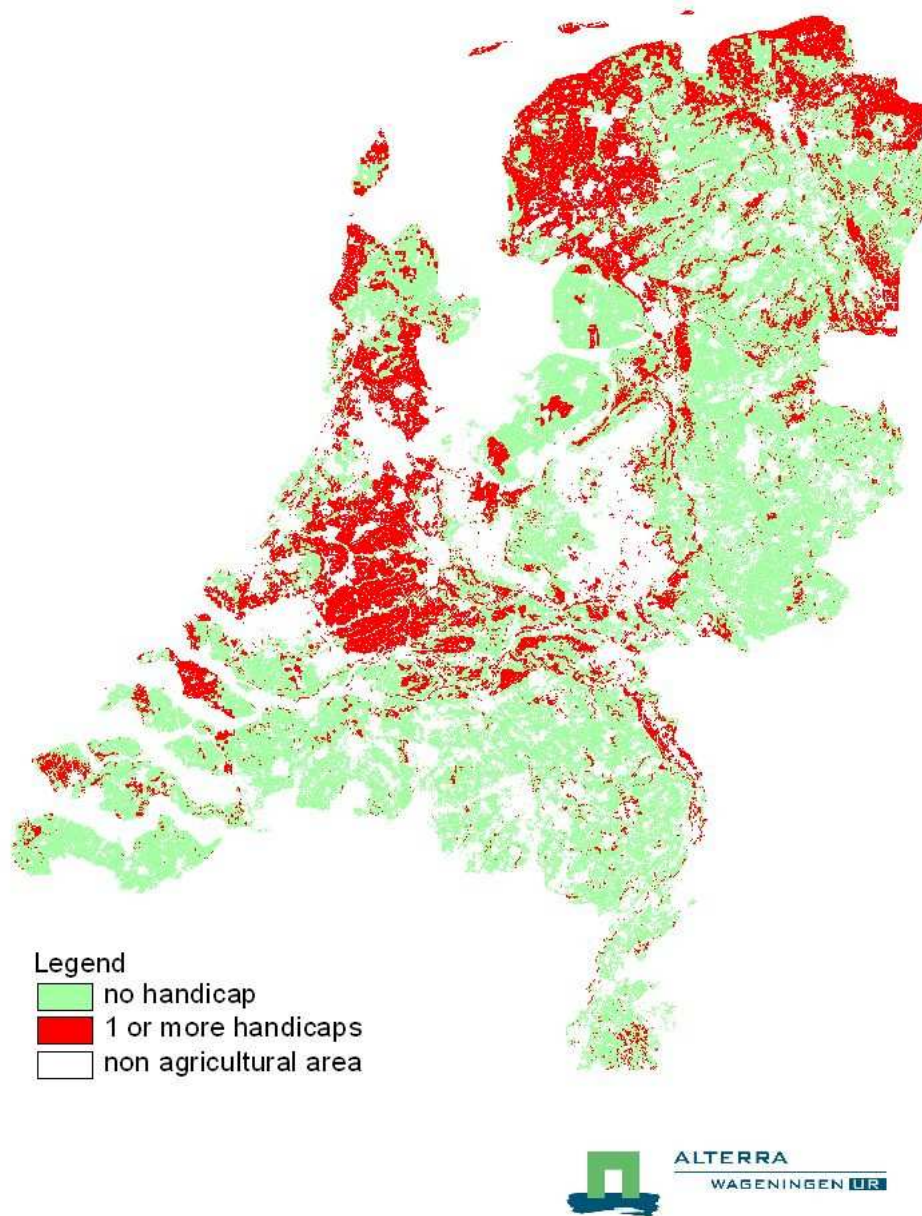 Legend
no handicap
1 or more handicaps
non agricultural area
ALTERRA
WAGENINGEN UR